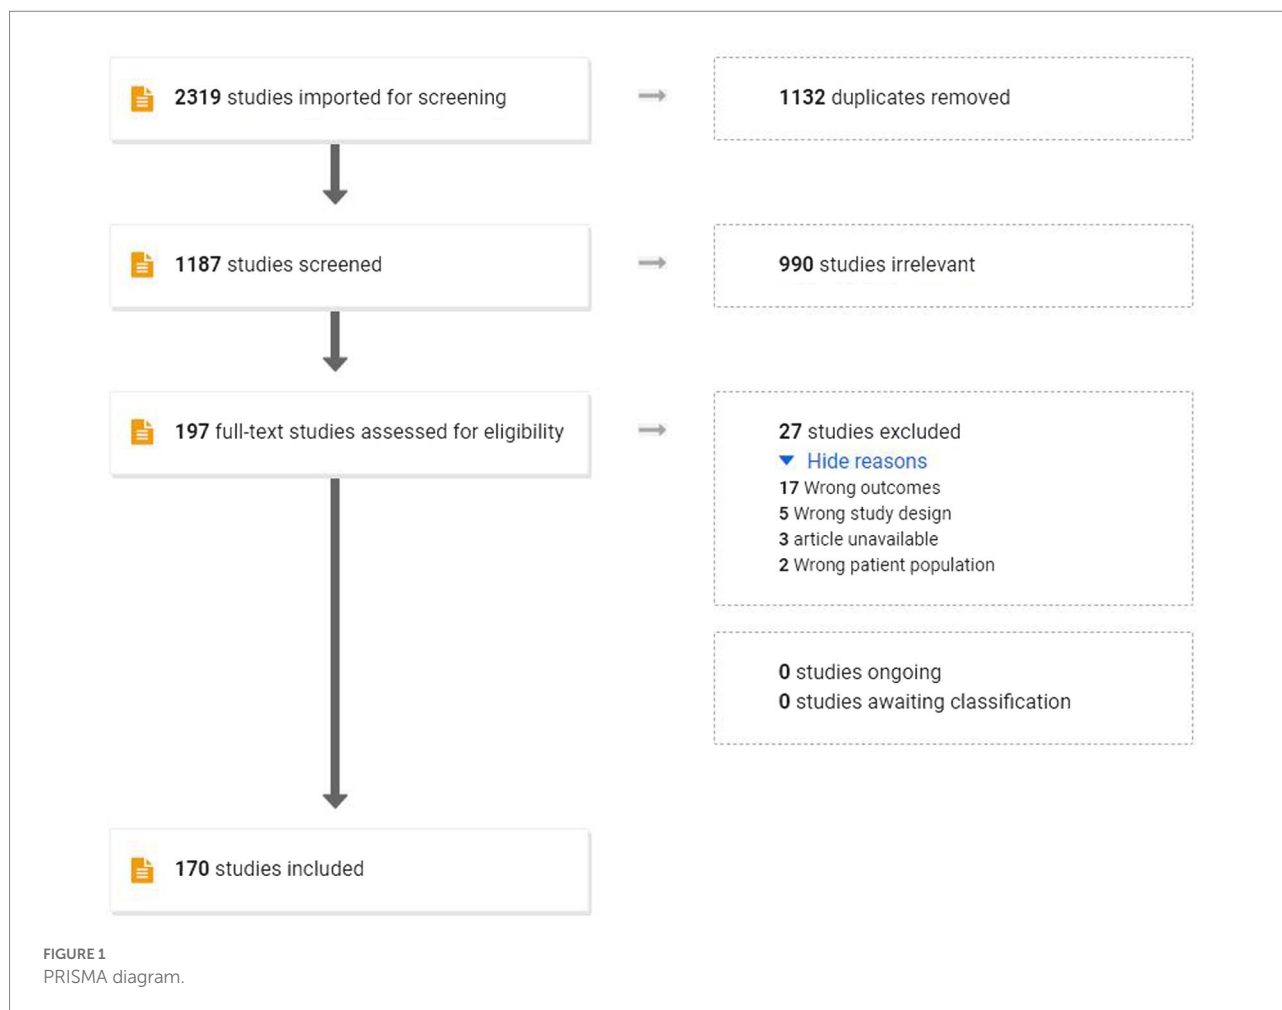 2319 studies imported for screening
1132 duplicates removed
1187 studies screened
990 studies irrelevant
197 full-text studies assessed for eligibility
27 studies excluded
Hide reasons
17 Wrong outcomes
5 Wrong study design
3 article unavailable
2 Wrong patient population
0 studies ongoing
0 studies awaiting classification
170 studies included
FIGURE 1
PRISMA diagram.